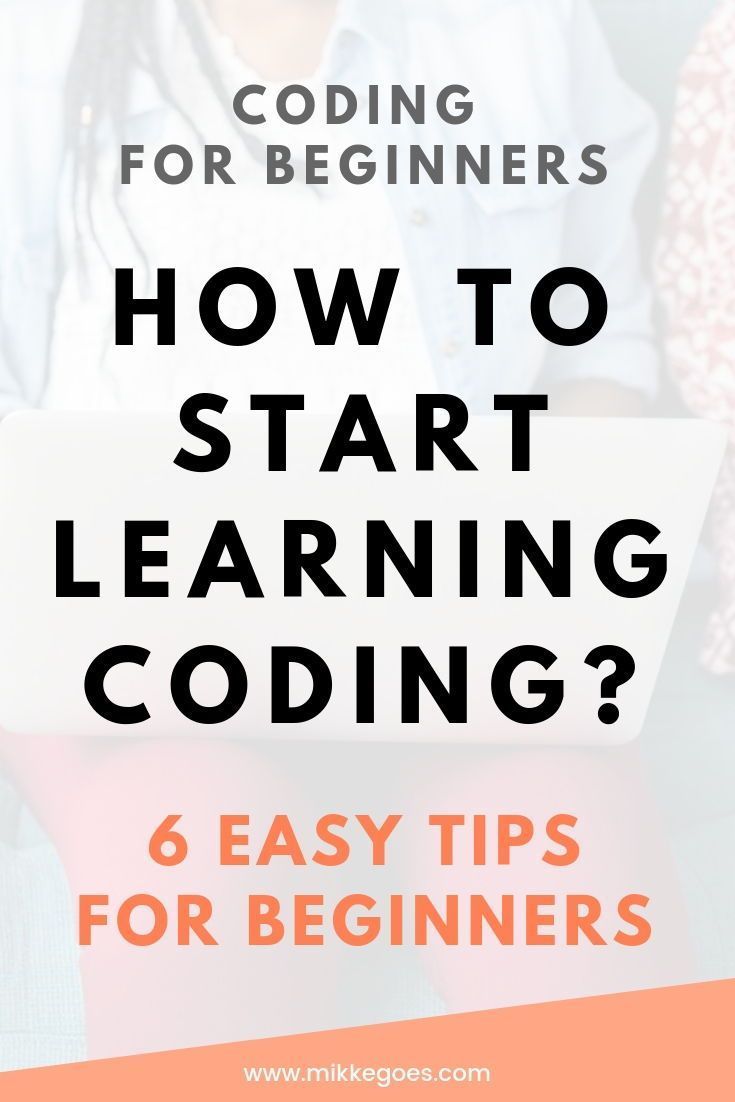 CODING
FOR BEGINNERS
HOW TO
START
LEARNING
CODING?
6 EASY TIPS
FOR BEGINNERS
www.mikkegoes.com